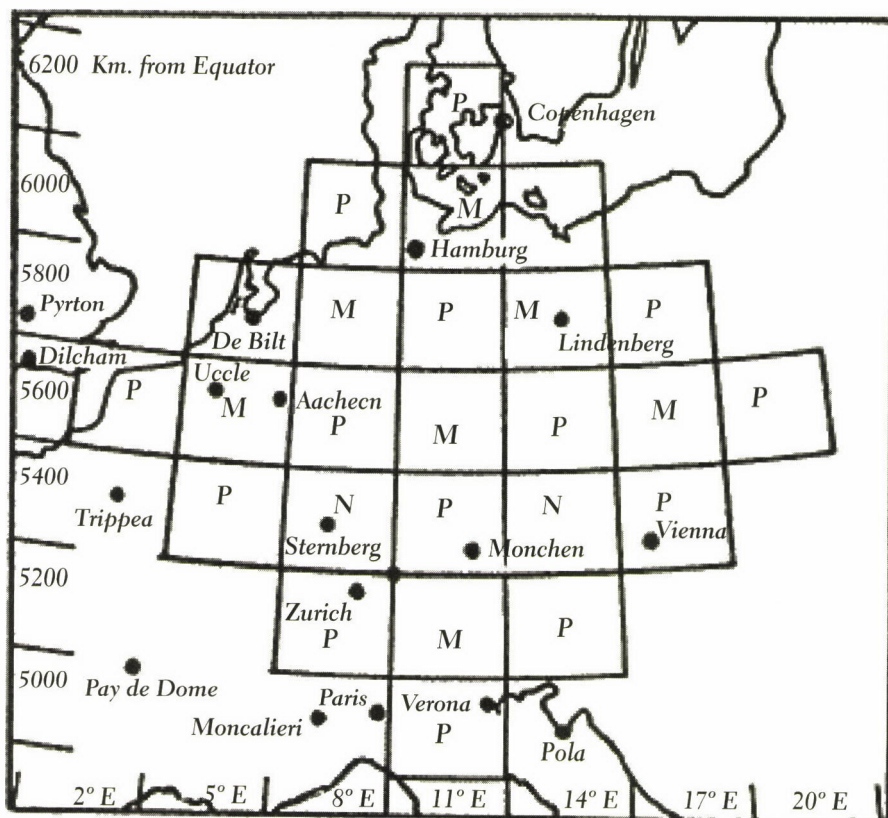 6200 Km. from Equator
P
Copenhagen
6000
P
M
Hamburg
5800
Pyrton
M
P
M
P
De Bilt
Lindenberg
Dilcham
Uccle
5600
P
M
Aachecn
P
M
P
M
P
5400
Trippea
P
N
P
N
P
Sternberg
Monchen
Vienna
5200
Zurich
P
M
P
5000
Pay de Dome
Paris
Verona
Moncalieri
P
Pola
2° E
5° E
8° E
11° E
14° E
17° E
20° E